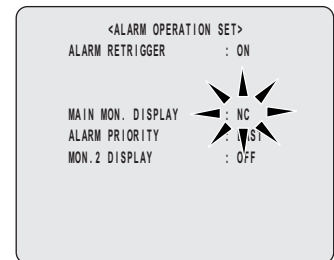 <ALARM OPERATION SET>
ALARM RETRIGGER : ON
MAIN MON. DISPLAY : NC
ALARM PRIORITY :
MON.2 DISPLAY : OFF